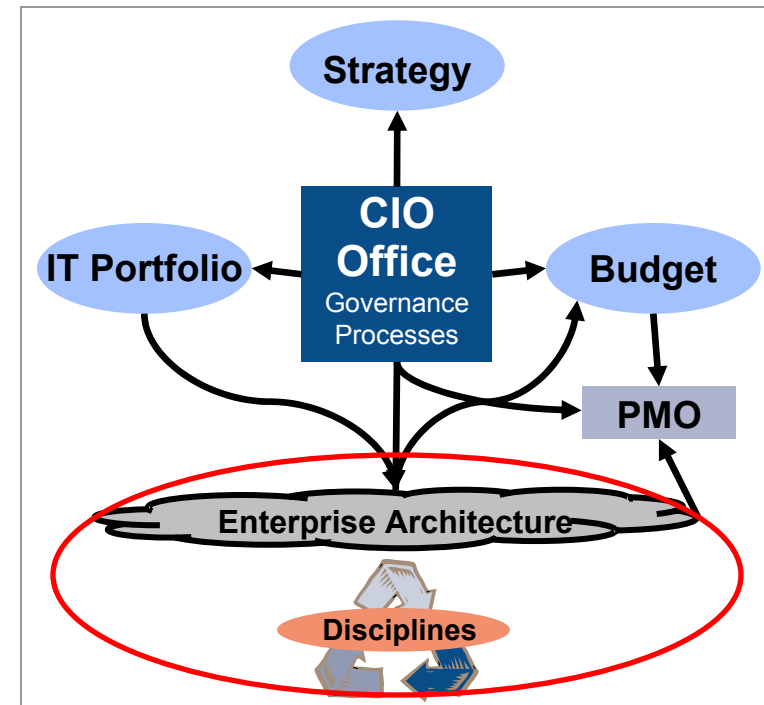 Strategy
CIO
Office
Governance
Processes
IT Portfolio
Budget
PMO
Enterprise Architecture
Disciplines